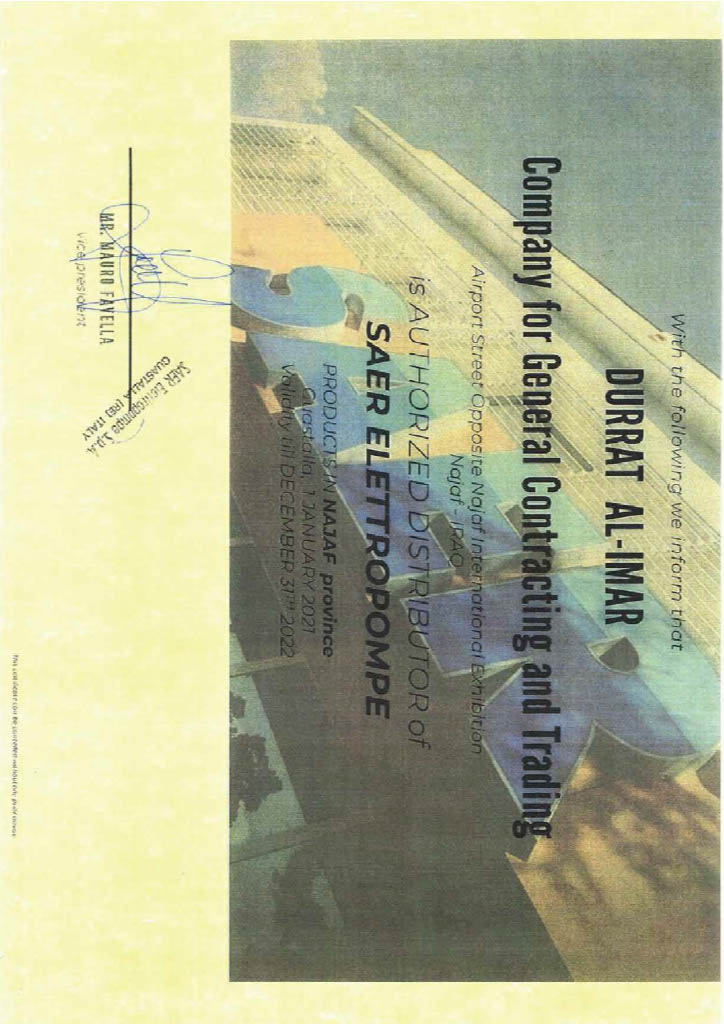 With the following we inform that
DURRAT AL-IMAR
Company for General Contracting and Trading
Airport Street Opposite Najaf International Exhibition
Najaf - IRAQ
is AUTHORIZED DISTRIBUTOR of
SAER ELETTROPOMPE
PRODUCTS IN NAJAF province
Guastalla, 1 JANUARY 2021
Validity till DECEMBER 31TH 2022
MR. MAURO FAVELLA
vice president
SAER Elettropompe S.p.A
GUASTALLA (RE) ITALY